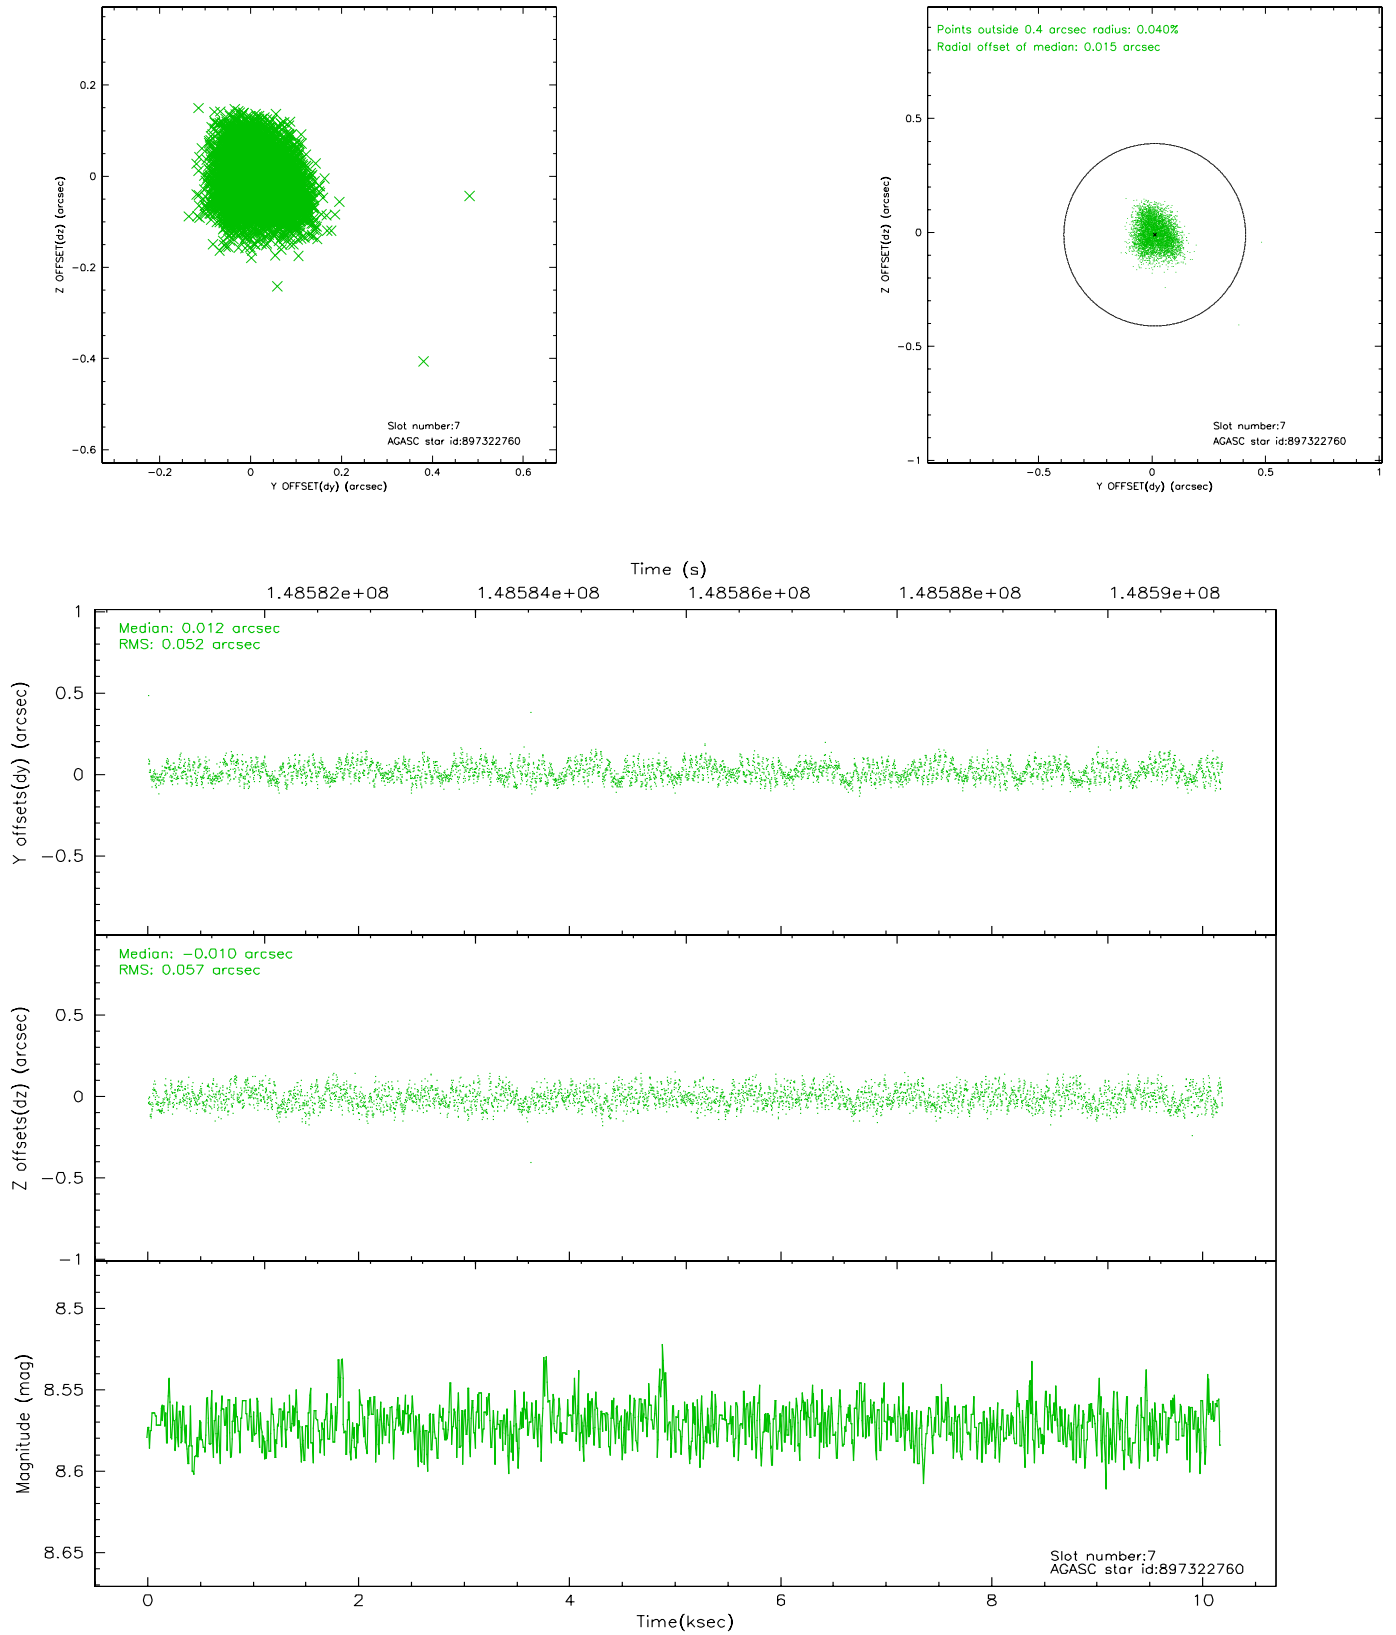 0.2
0
−0.2
−0.4
−0.6
Z OFFSET(dz) (arcsec)
Slot number:7
AGASC star id:897322760
−0.2
0
0.2
0.4
0.6
Y OFFSET(dy) (arcsec)
Points outside 0.4 arcsec radius: 0.040%
Radial offset of median: 0.015 arcsec
0.5
0
−0.5
−1
Z OFFSET(dz) (arcsec)
Slot number:7
AGASC star id:897322760
−0.5
0
0.5
1
Y OFFSET(dy) (arcsec)
Time (s)
1.48582e+08
1.48584e+08
1.48586e+08
1.48588e+08
1.4859e+08
Median: 0.012 arcsec
RMS: 0.052 arcsec
1
0.5
0
−0.5
Y offsets(dy) (arcsec)
Median: −0.010 arcsec
RMS: 0.057 arcsec
0.5
0
−0.5
−1
Z offsets(dz) (arcsec)
8.5
8.55
8.6
8.65
Magnitude (mag)
Slot number:7
AGASC star id:897322760
0
2
4
6
8
10
Time(ksec)